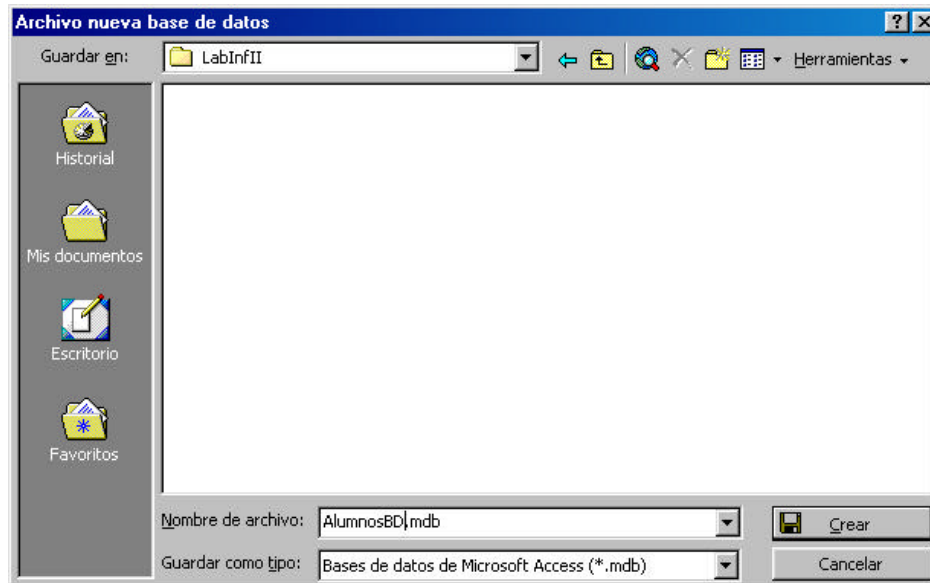 Archivo nueva base de datos
Guardar en: LabInfII Herramientas
Historial
Mis documentos
Escritorio
Favoritos
Nombre de archivo: AlumnosBD.mdb Crear
Guardar como tipo: Bases de datos de Microsoft Access (*.mdb) Cancelar